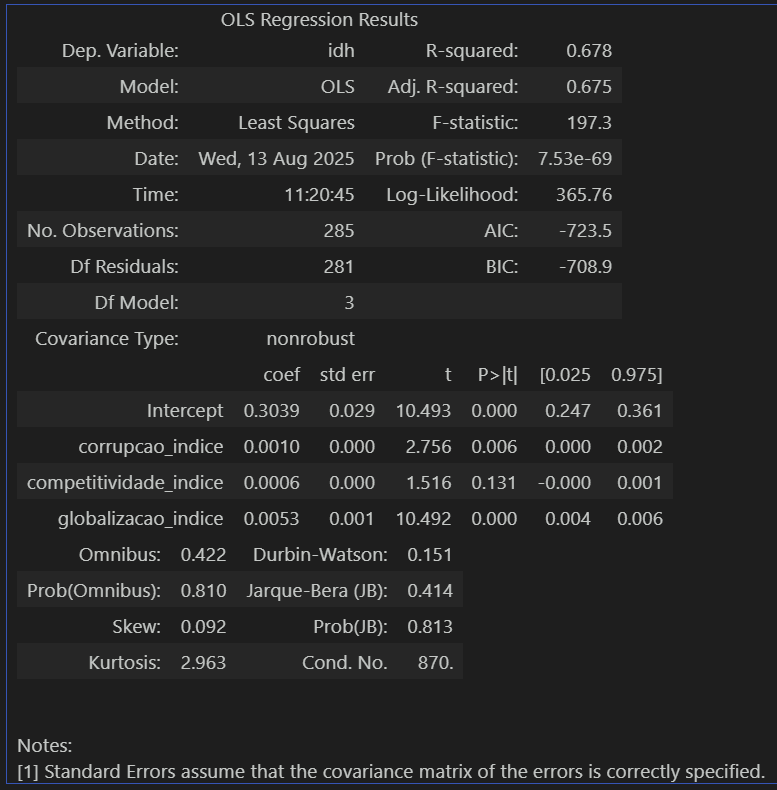 OLS Regression Results
Dep. Variable: idh R-squared: 0.678
Model: OLS Adj. R-squared: 0.675
Method: Least Squares F-statistic: 197.3
Date: Wed, 13 Aug 2025 Prob (F-statistic): 7.53e-69
Time: 11:20:45 Log-Likelihood: 365.76
No. Observations: 285 AIC: -723.5
Df Residuals: 281 BIC: -708.9
Df Model: 3
Covariance Type: nonrobust
coef std err t P>|t| [0.025 0.975]
Intercept 0.3039 0.029 10.493 0.000 0.247 0.361
corrupcao_indice 0.0010 0.000 2.756 0.006 0.000 0.002
competitividade_indice 0.0006 0.000 1.516 0.131 -0.000 0.001
globalizacao_indice 0.0053 0.001 10.492 0.000 0.004 0.006
Omnibus: 0.422 Durbin-Watson: 0.151
Prob(Omnibus): 0.810 Jarque-Bera (JB): 0.414
Skew: 0.092 Prob(JB): 0.813
Kurtosis: 2.963 Cond. No. 870.
Notes:
[1] Standard Errors assume that the covariance matrix of the errors is correctly specified.